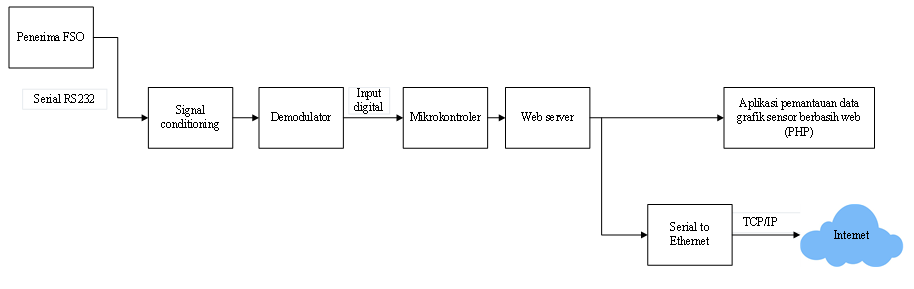 Penerima FSO
Serial RS232
Signal
conditioning
Demodulator
Input
digital
Mikrokontroler
Web server
Aplikasi pemantauan data
grafik sensor berbasih web
(PHP)
Serial to
Ethernet
TCP/IP
Internet